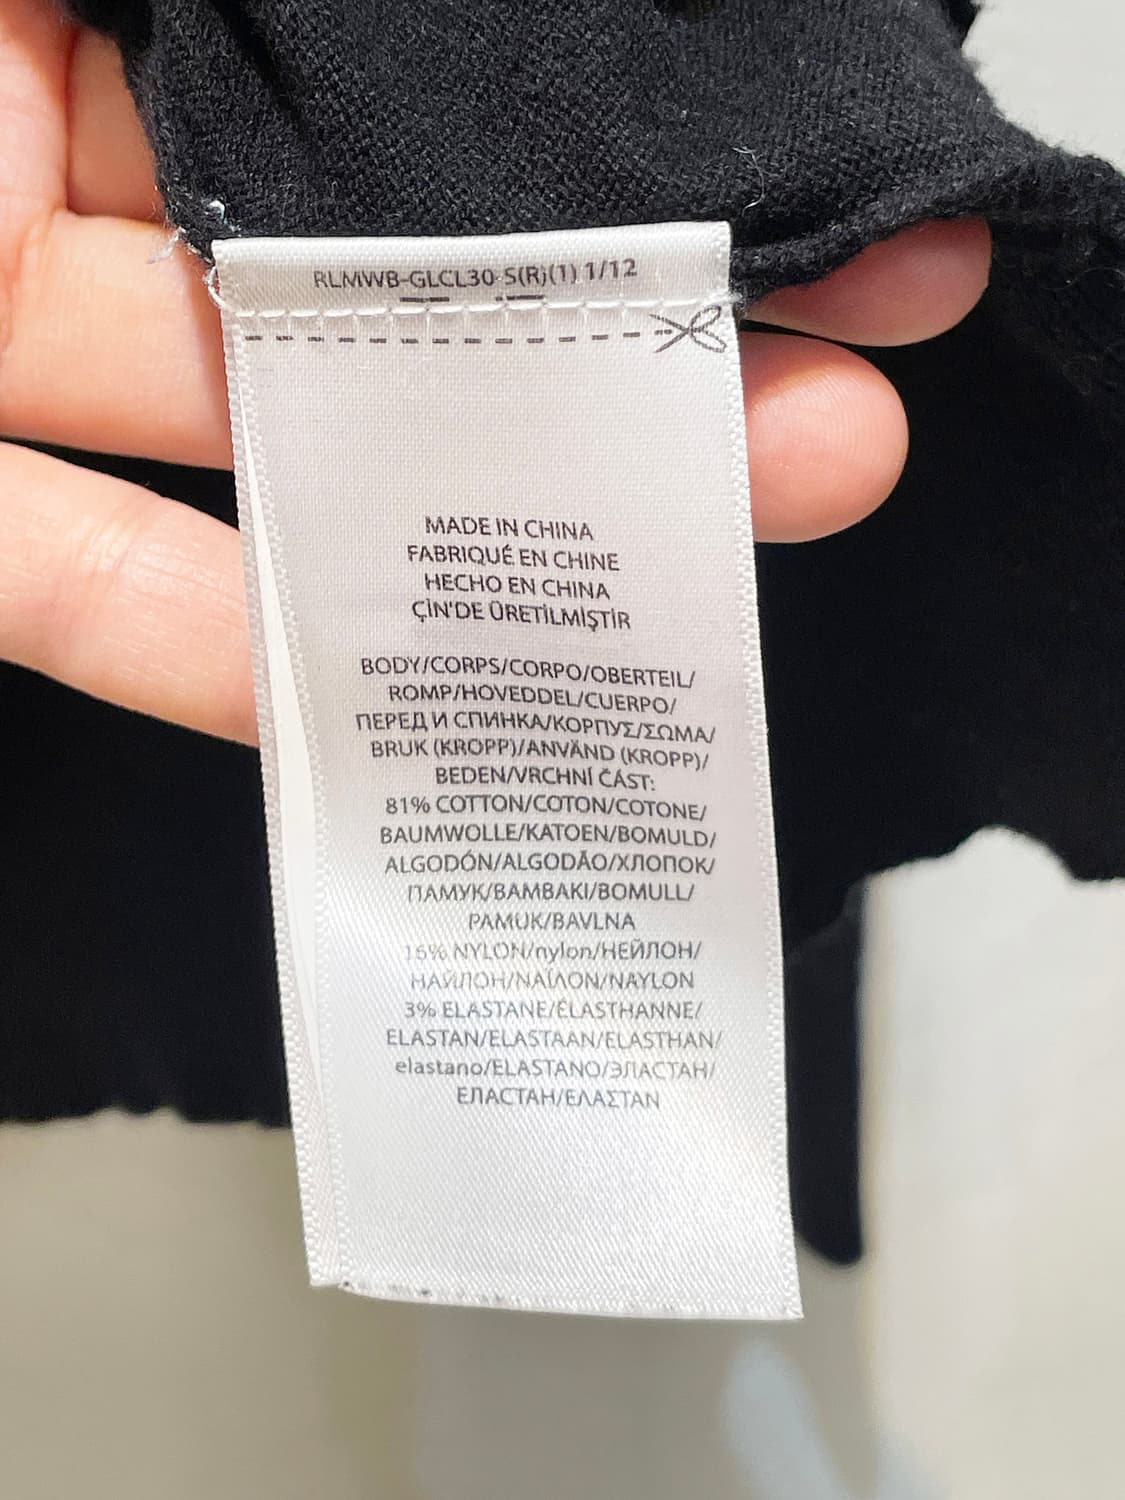 RLMWB-GLCL30-S(R)(1) 1/12
MADE IN CHINA
FABRIQUÉ EN CHINE
HECHO EN CHINA
ÇİN'DE ÜRETİLMİŞTİR
BODY/CORPS/CORPO/OBERTEIL/
ROMP/HOVEDDEL/CUERPO/
ПЕРЕД И СПИНКА/КОРПУС/ΣΩΜΑ/
BRUK (KROPP)/ANVÄND (KROPP)/
BEDEN/VRCHNÍ ČÁST:
81% COTTON/COTON/COTONE/
BAUMWOLLE/KATOEN/BOMULD/
ALGODÓN/ALGODÃO/ХЛОПОК/
ПАМУК/ΒΑΜΒΑΚΙ/BOMULL/
PAMUK/BAVLNA
16% NYLON/nylon/НЕЙЛОН/
НАЙЛОН/ΝΑΪΛΟΝ/NAYLON
3% ELASTANE/ÉLASTHANNE/
ELASTAN/ELASTAAN/ELASTHAN/
elastano/ELASTANO/ЭЛАСТАН/
ЕЛАСТАН/ΕΛΑΣΤΑΝ